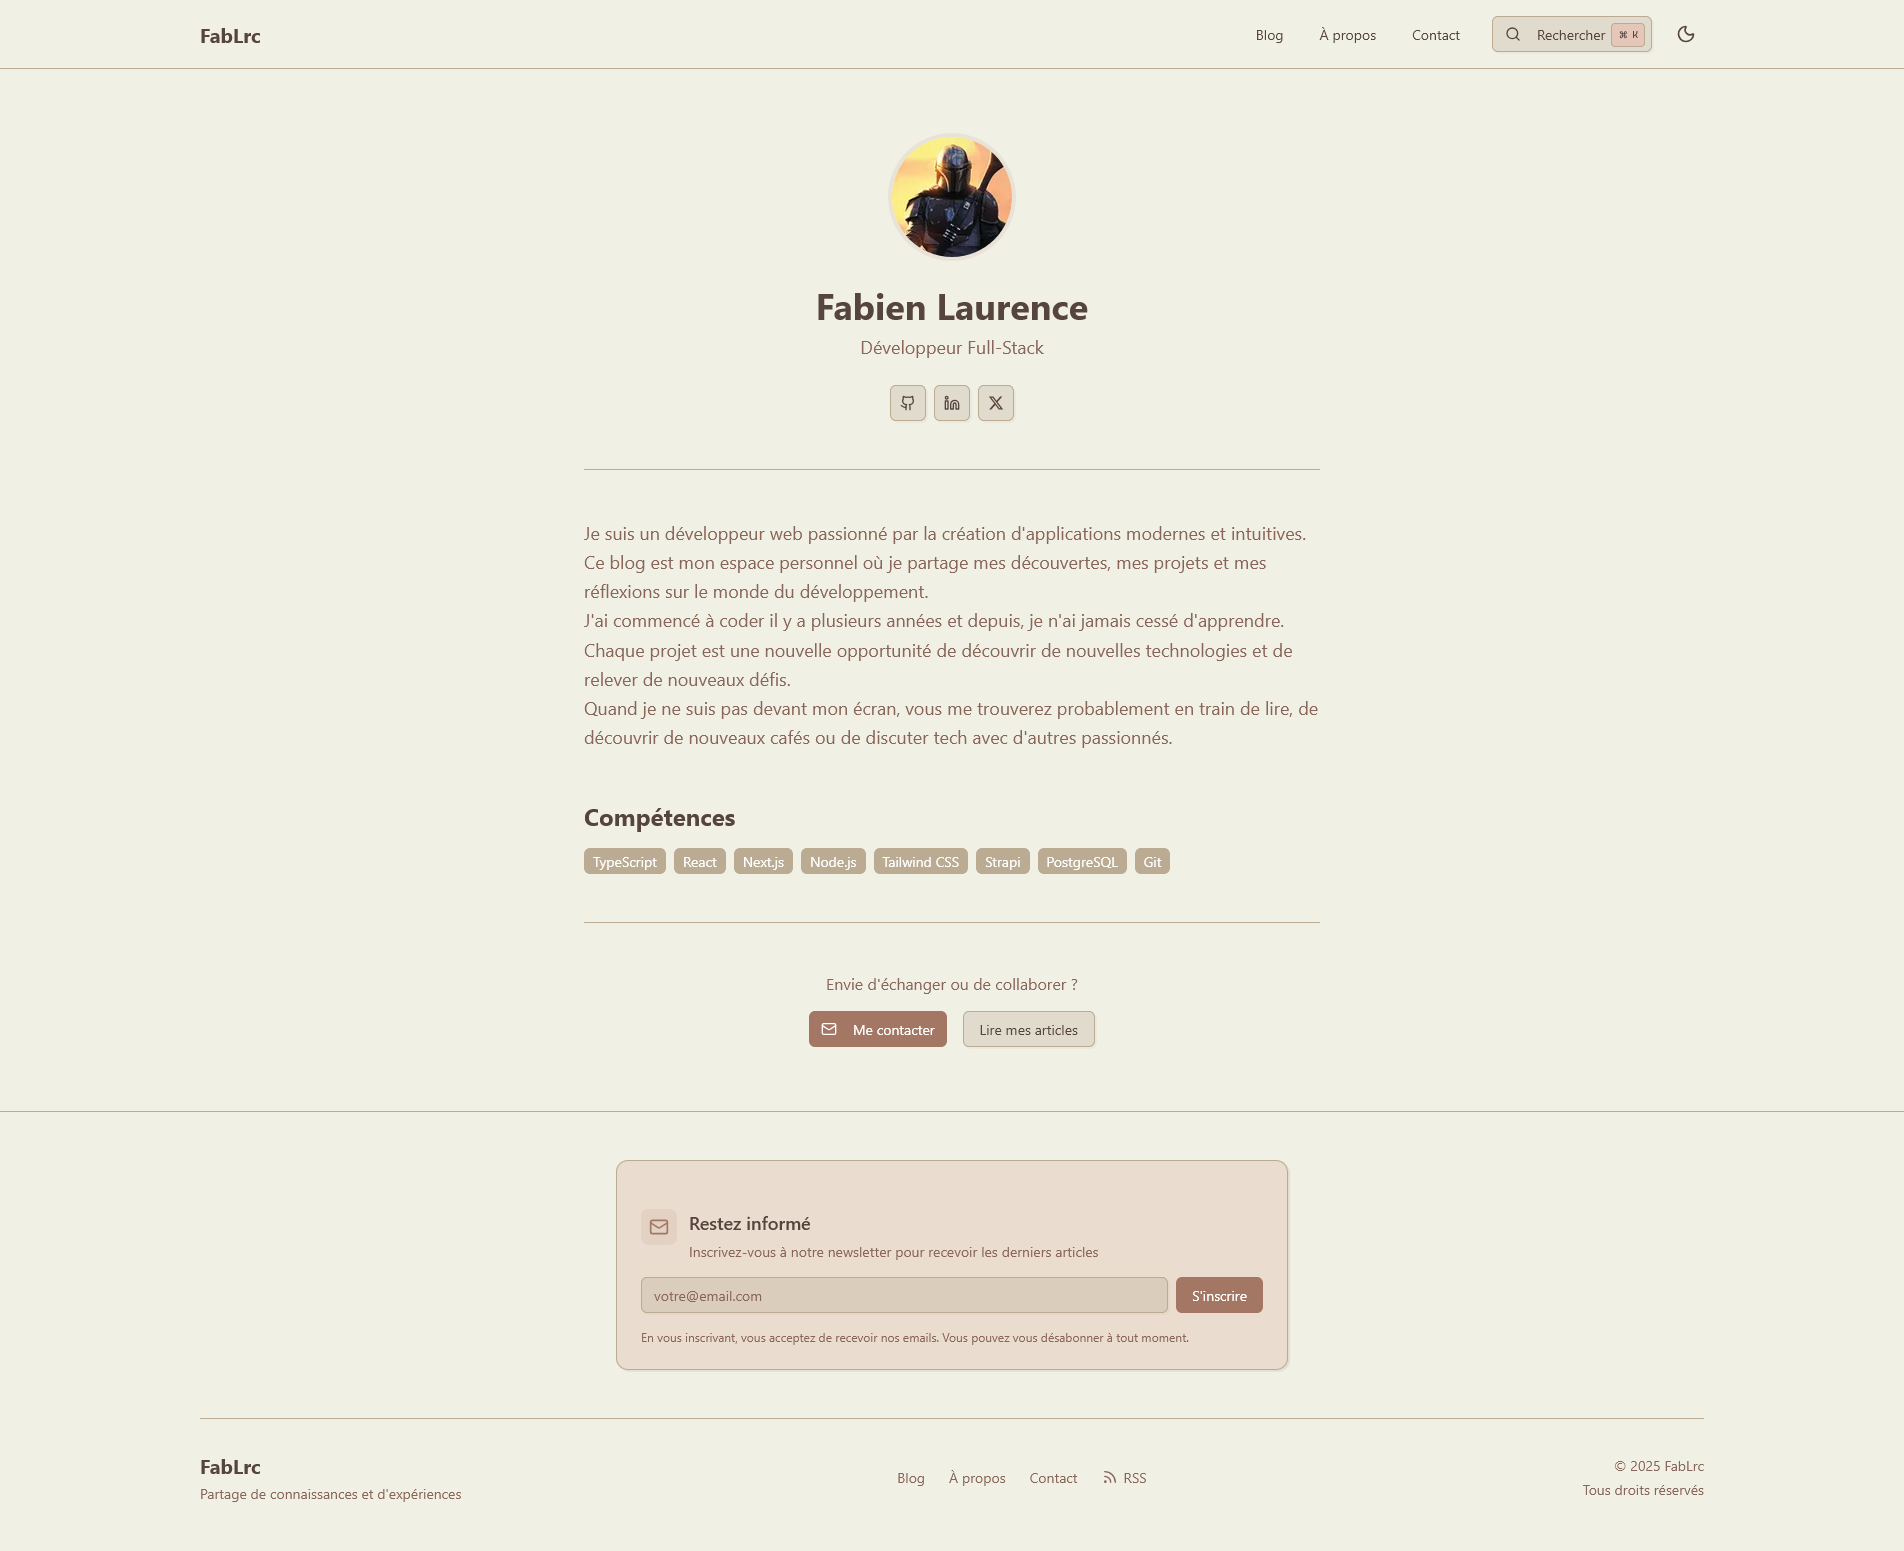 FabLrc
Blog
À propos
Contact
Rechercher ⌘ K
Fabien Laurence
Développeur Full-Stack
Je suis un développeur web passionné par la création d'applications modernes et intuitives.
Ce blog est mon espace personnel où je partage mes découvertes, mes projets et mes
réflexions sur le monde du développement.
J'ai commencé à coder il y a plusieurs années et depuis, je n'ai jamais cessé d'apprendre.
Chaque projet est une nouvelle opportunité de découvrir de nouvelles technologies et de
relever de nouveaux défis.
Quand je ne suis pas devant mon écran, vous me trouverez probablement en train de lire, de
découvrir de nouveaux cafés ou de discuter tech avec d'autres passionnés.
Compétences
TypeScript
React
Next.js
Node.js
Tailwind CSS
Strapi
PostgreSQL
Git
Envie d'échanger ou de collaborer ?
Me contacter
Lire mes articles
Restez informé
Inscrivez-vous à notre newsletter pour recevoir les derniers articles
votre@email.com
S'inscrire
En vous inscrivant, vous acceptez de recevoir nos emails. Vous pouvez vous désabonner à tout moment.
FabLrc
Partage de connaissances et d'expériences
Blog
À propos
Contact
RSS
© 2025 FabLrc
Tous droits réservés